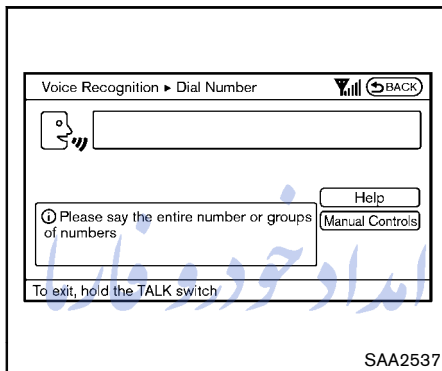 Voice Recognition ▸ Dial Number
BACK
Help
Manual Controls
Please say the entire number or groups
of numbers
To exit, hold the TALK switch
امداد خودرو فارسا
SAA2537